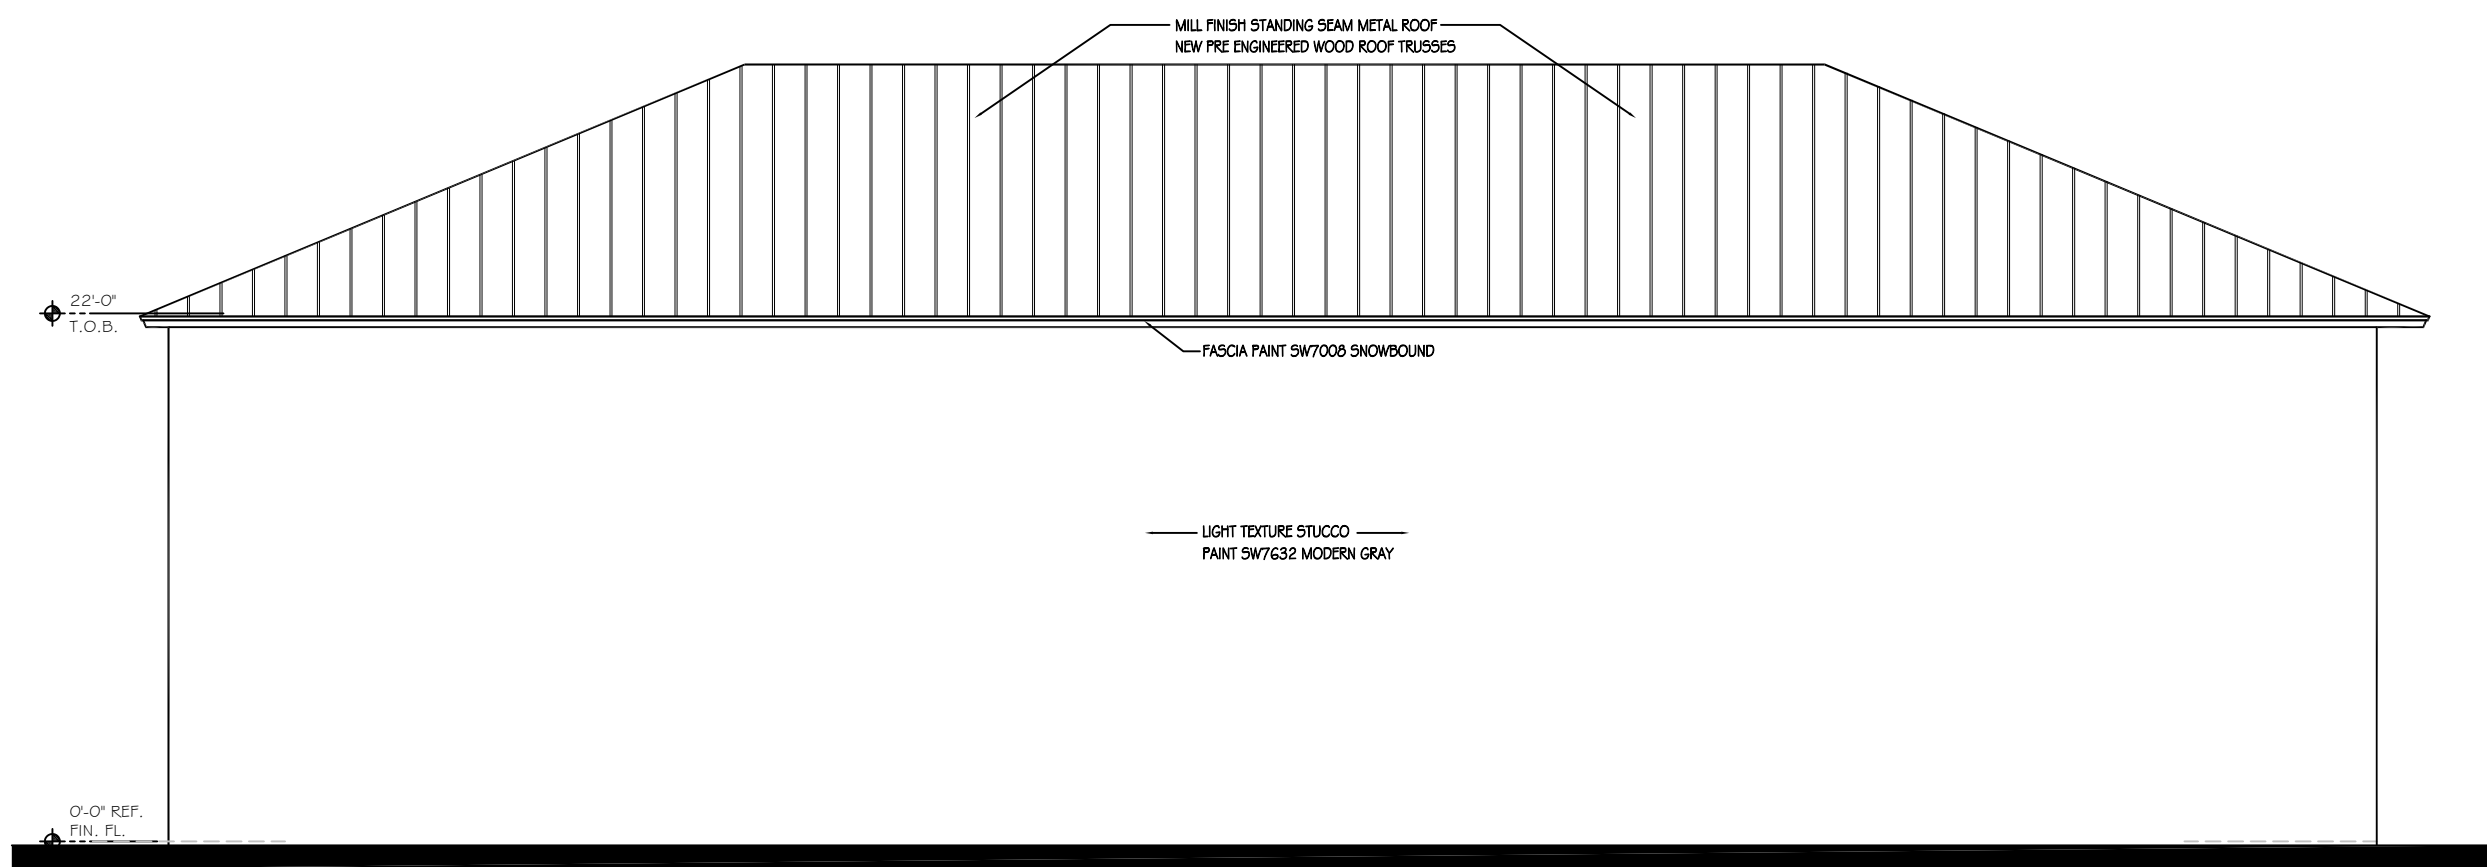 MILL FINISH STANDING SEAM METAL ROOF
NEW PRE ENGINEERED WOOD ROOF TRUSSES
22'-0"
T.O.B.
FASCIA PAINT SW7008 SNOWBOUND
LIGHT TEXTURE STUCCO
PAINT SW7632 MODERN GRAY
0'-0" REF.
FIN. FL.